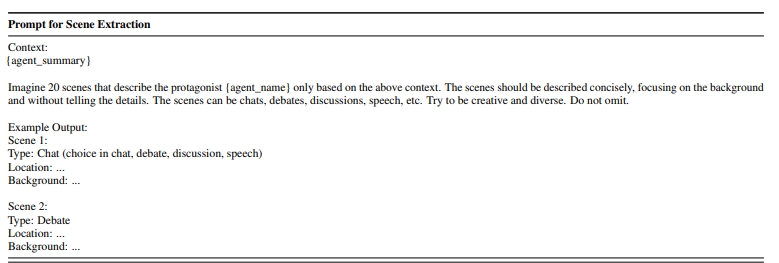 Prompt for Scene Extraction
Context:
{agent_summary}
Imagine 20 scenes that describe the protagonist {agent_name} only based on the above context. The scenes should be described concisely, focusing on the background
and without telling the details. The scenes can be chats, debates, discussions, speech, etc. Try to be creative and diverse. Do not omit.
Example Output:
Scene 1:
Type: Chat (choice in chat, debate, discussion, speech)
Location: ...
Background: ...
Scene 2:
Type: Debate
Location: ...
Background: ...